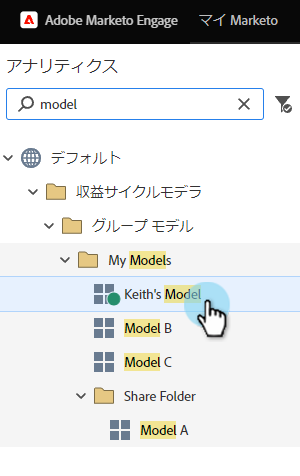 Adobe Marketo Engage マイ Marketo
アナリティクス
model
デフォルト
収益サイクルモデラ
グループ モデル
My Models
Keith's Model
Model B
Model C
Share Folder
Model A